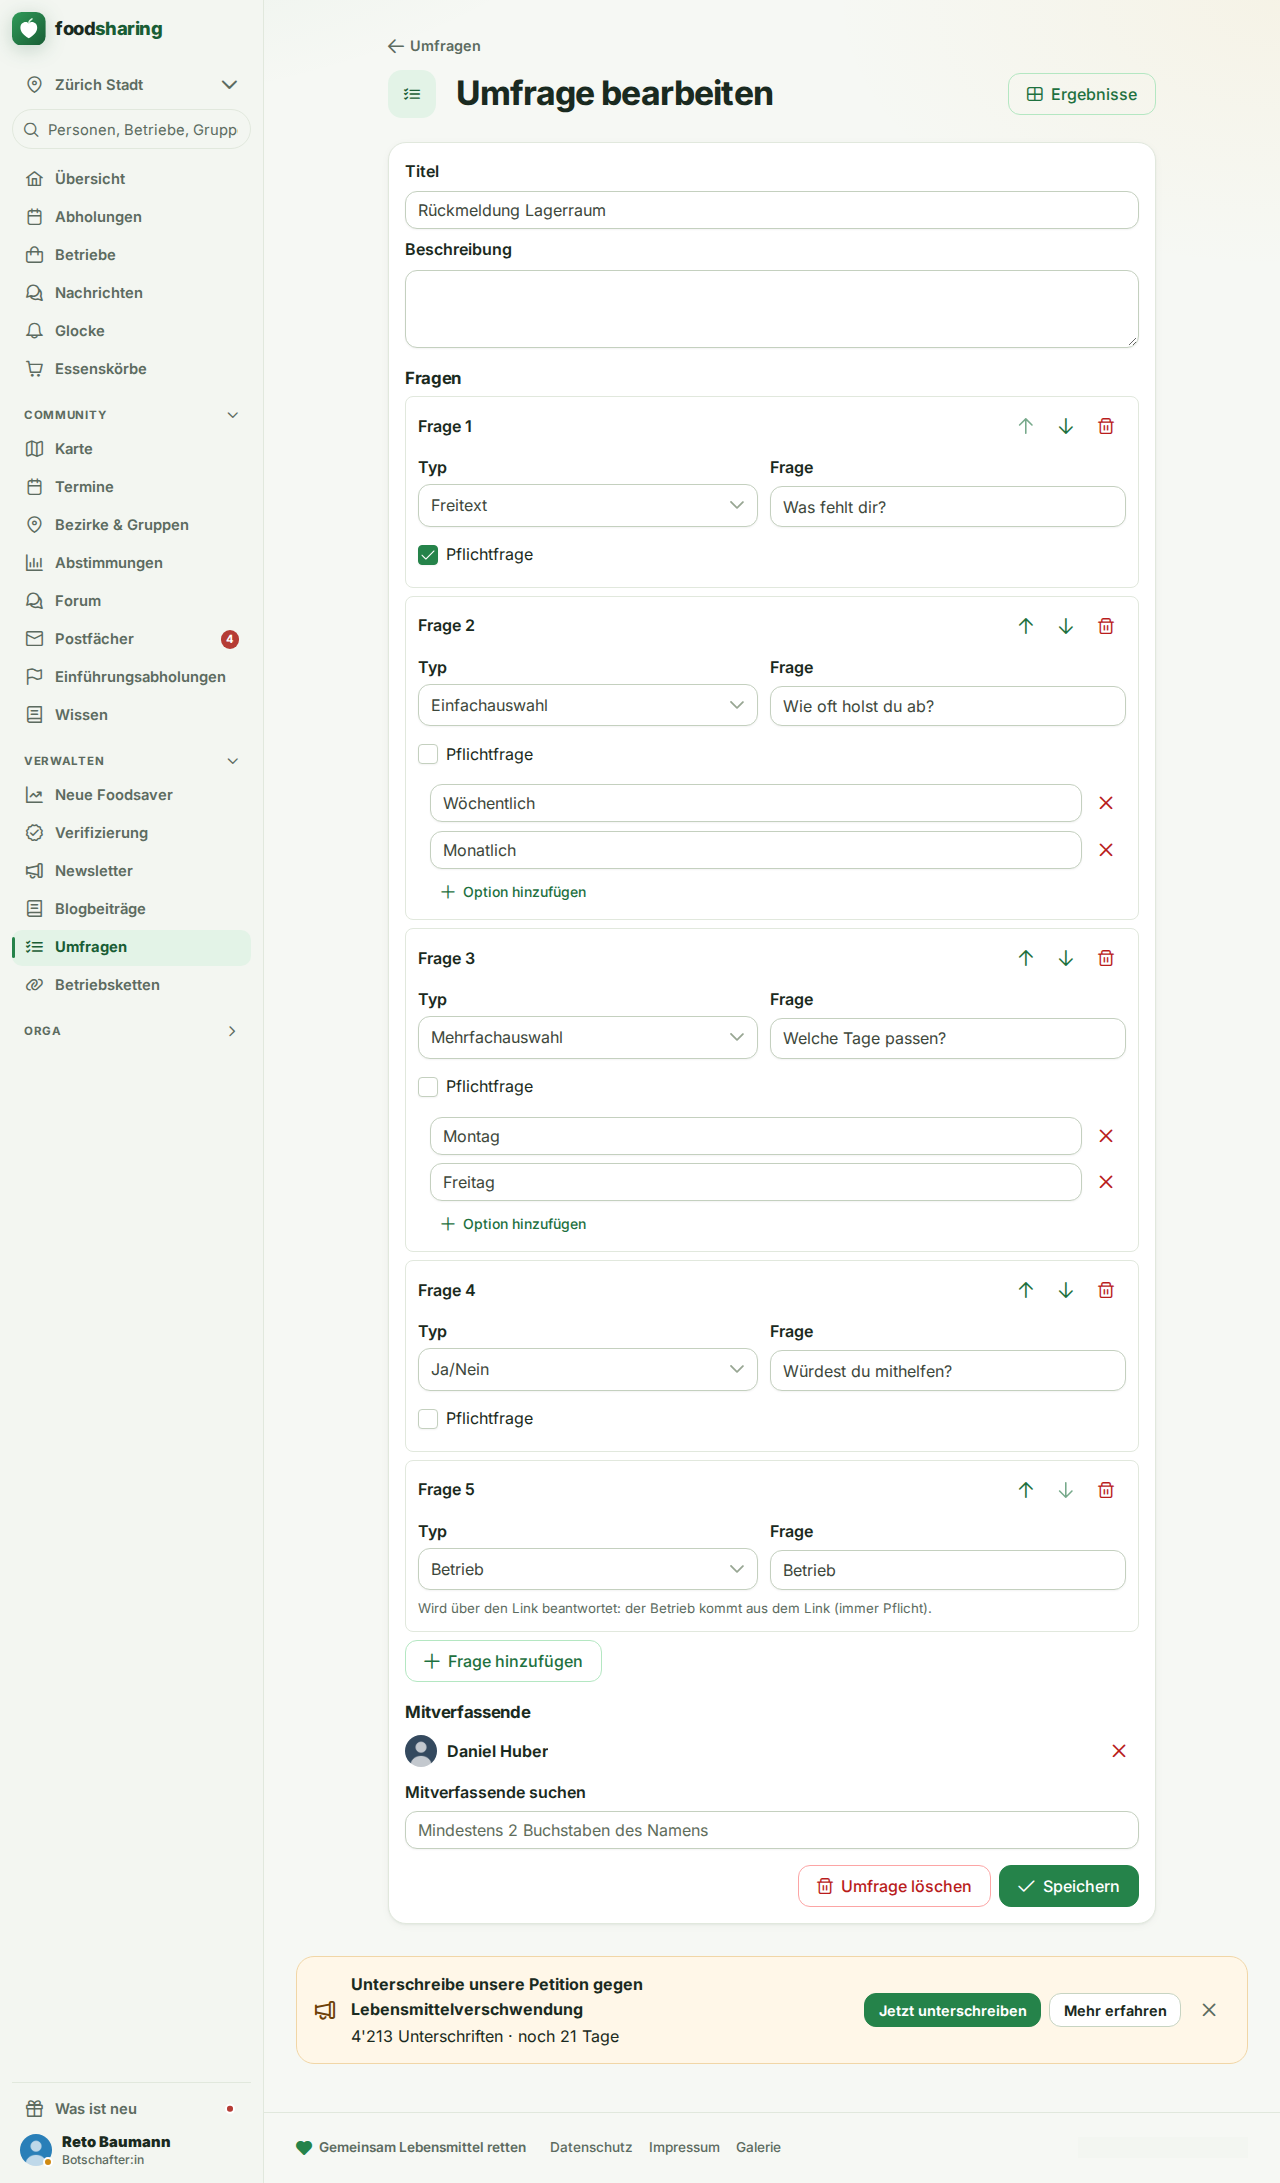 foodsharing
Zürich Stadt
Personen, Betriebe, Grupp
Übersicht
Abholungen
Betriebe
Nachrichten
Glocke
Essenskörbe
COMMUNITY
Karte
Termine
Bezirke & Gruppen
Abstimmungen
Forum
Postfächer 4
Einführungsabholungen
Wissen
VERWALTEN
Neue Foodsaver
Verifizierung
Newsletter
Blogbeiträge
Umfragen
Betriebsketten
ORGA
Was ist neu
Reto Baumann
Botschafter:in
Umfragen
Umfrage bearbeiten
Ergebnisse
Titel
Rückmeldung Lagerraum
Beschreibung
Fragen
Frage 1
Typ Frage
Freitext Was fehlt dir?
Pflichtfrage
Frage 2
Typ Frage
Einfachauswahl Wie oft holst du ab?
Pflichtfrage
Wöchentlich
Monatlich
Option hinzufügen
Frage 3
Typ Frage
Mehrfachauswahl Welche Tage passen?
Pflichtfrage
Montag
Freitag
Option hinzufügen
Frage 4
Typ Frage
Ja/Nein Würdest du mithelfen?
Pflichtfrage
Frage 5
Typ Frage
Betrieb Betrieb
Wird über den Link beantwortet: der Betrieb kommt aus dem Link (immer Pflicht).
Frage hinzufügen
Mitverfassende
Daniel Huber
Mitverfassende suchen
Mindestens 2 Buchstaben des Namens
Umfrage löschen Speichern
Unterschreibe unsere Petition gegen
Lebensmittelverschwendung
4'213 Unterschriften · noch 21 Tage
Jetzt unterschreiben Mehr erfahren
Gemeinsam Lebensmittel retten Datenschutz Impressum Galerie